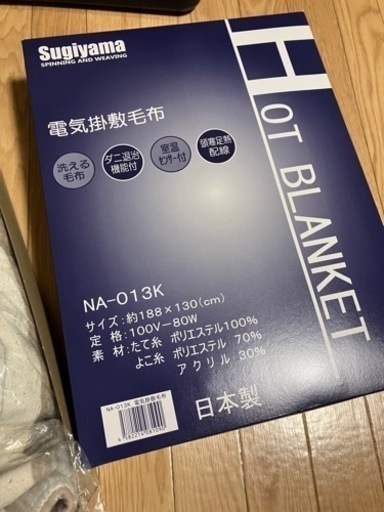 Sugiyama
SPINNING AND WEAVING
HOT BLANKET
電気掛敷毛布
洗える
毛布
ダニ退治
機能付
室温
センサー付
頭寒足熱
配線
NA-013K
サイズ:約188×130(cm)
定格:100V-80W
素材:たて糸 ポリエステル100%
よこ糸 ポリエステル 70%
アクリル 30%
NA-013K 電気掛敷毛布
日本製